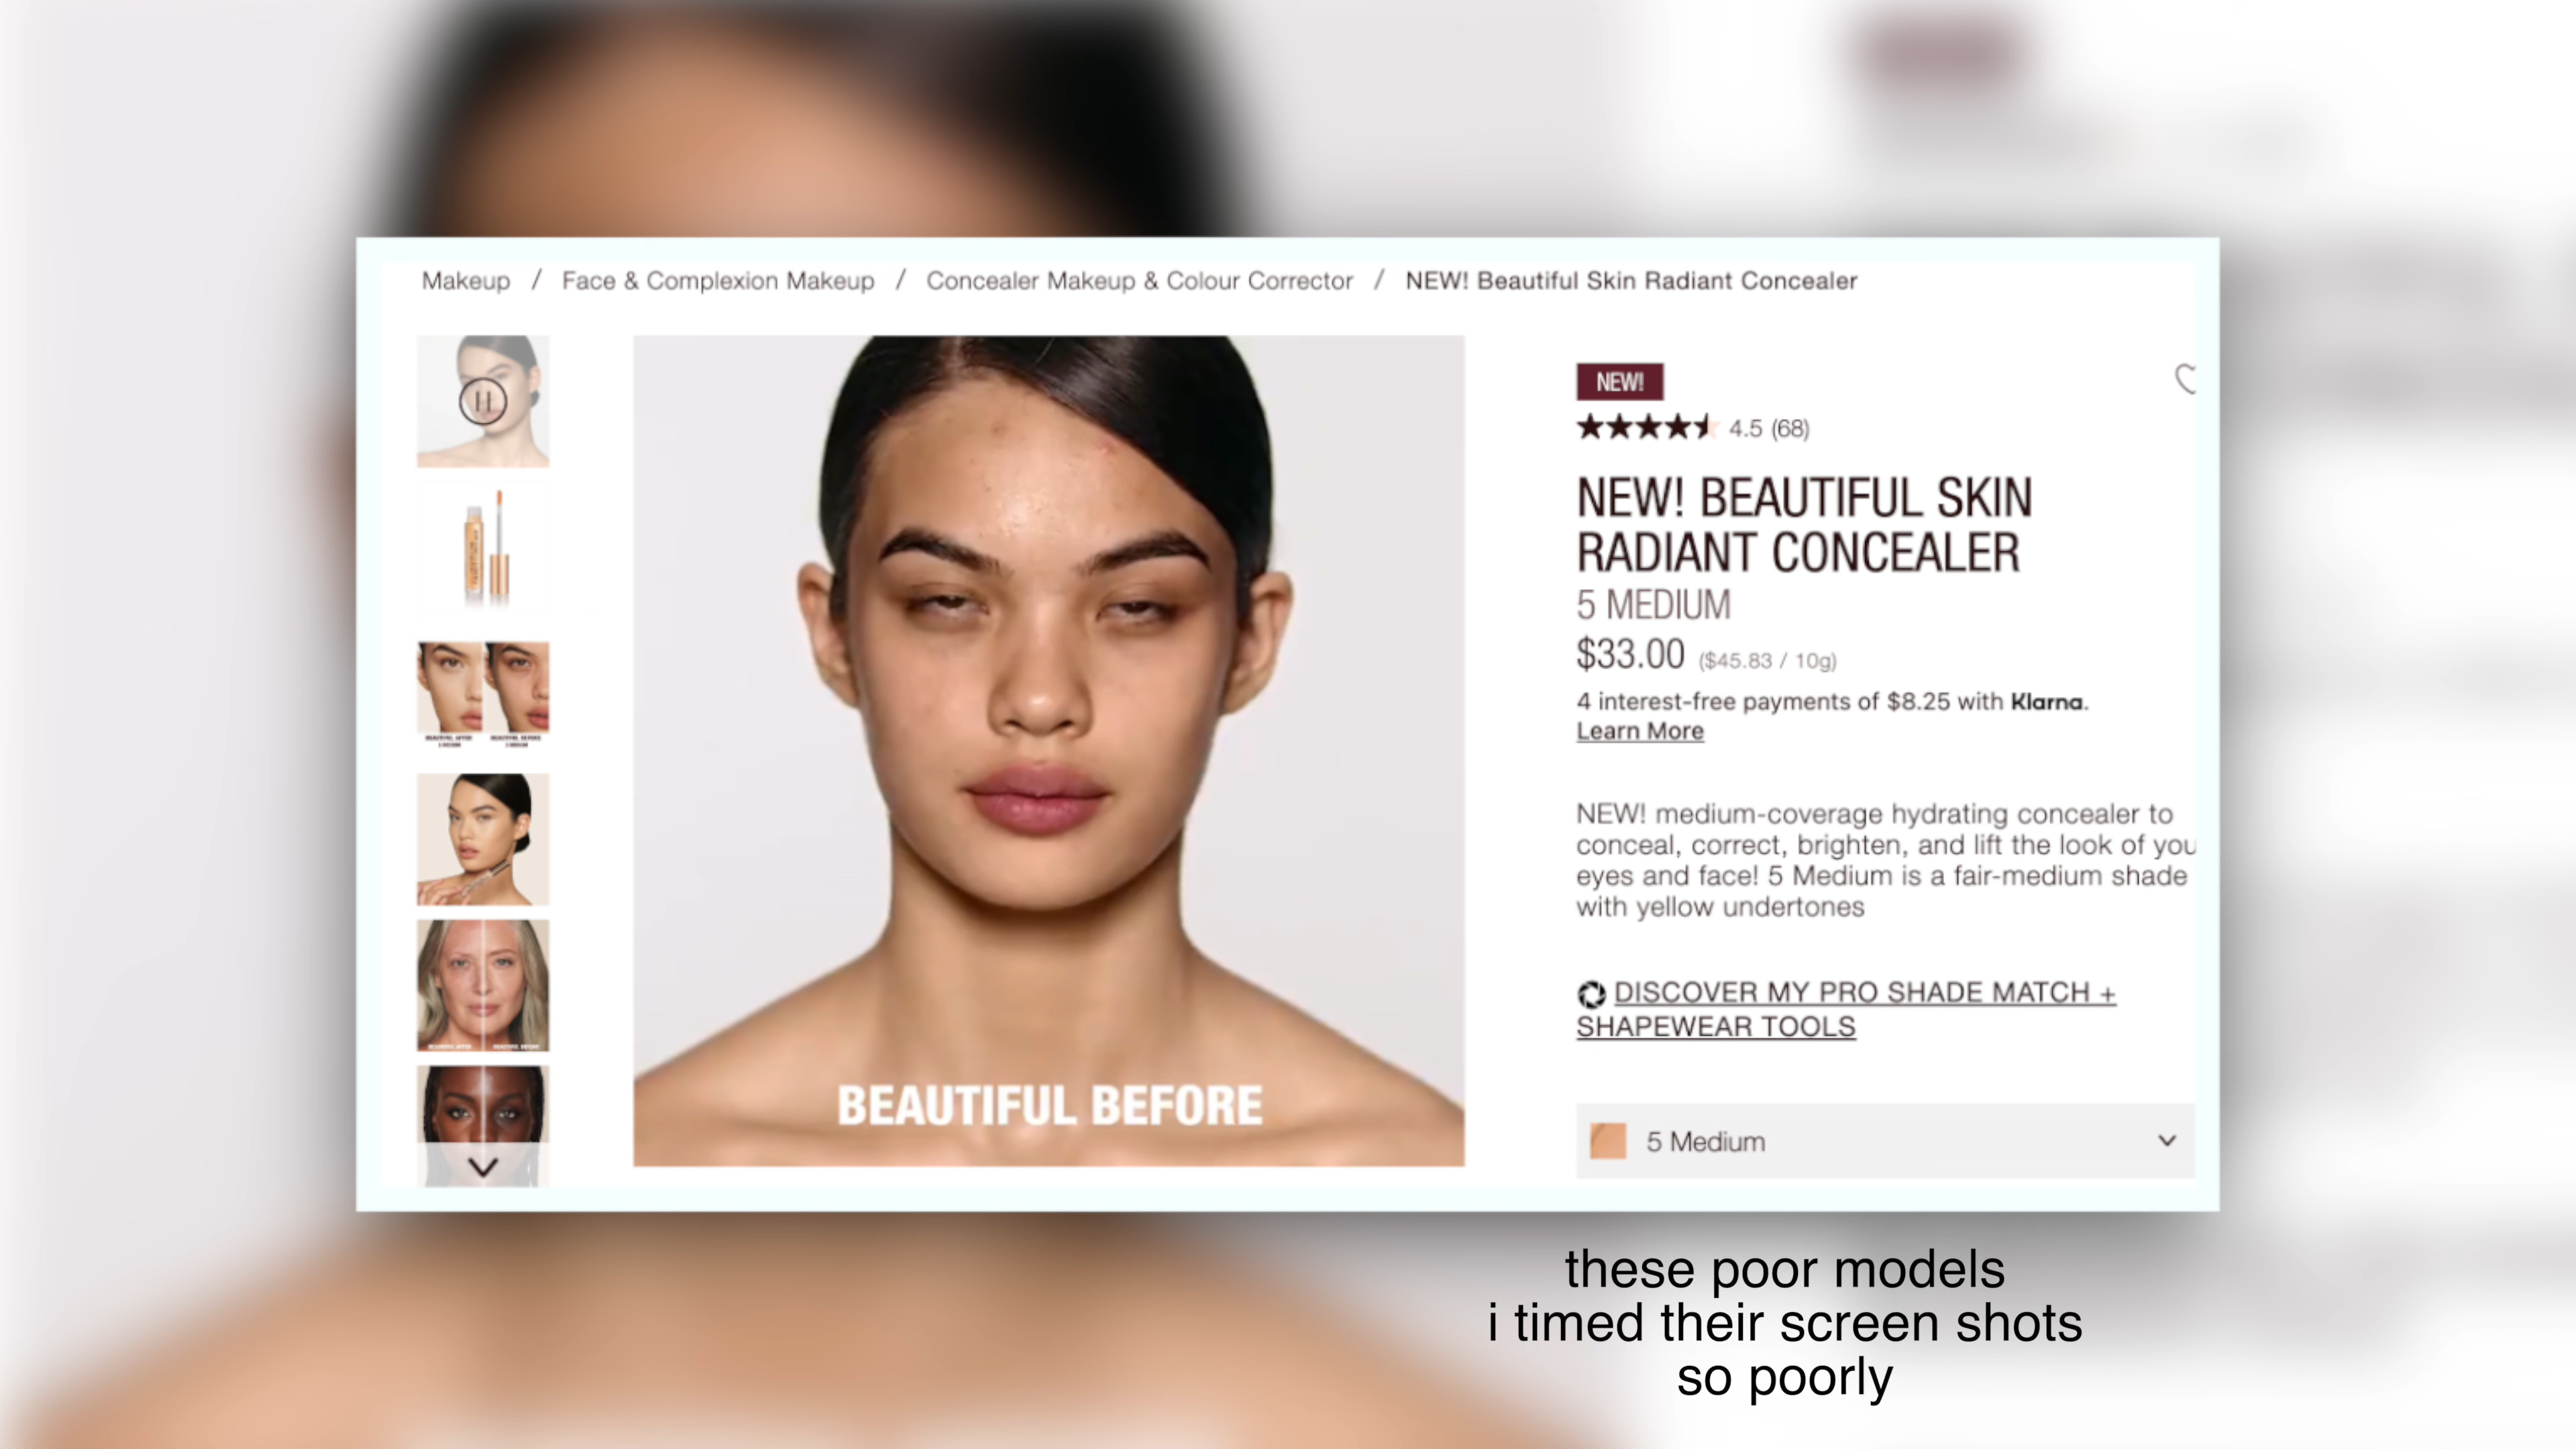 Makeup / Face & Complexion Makeup / Concealer Makeup & Colour Corrector / NEW! Beautiful Skin Radiant Concealer
NEW!
4.5 (68)
NEW! BEAUTIFUL SKIN
RADIANT CONCEALER
5 MEDIUM
$33.00 ($45.83 / 10g)
4 interest-free payments of $8.25 with Klarna.
Learn More
NEW! medium-coverage hydrating concealer to
conceal, correct, brighten, and lift the look of you
eyes and face! 5 Medium is a fair-medium shade
with yellow undertones
DISCOVER MY PRO SHADE MATCH +
SHAPEWEAR TOOLS
5 Medium
BEAUTIFUL BEFORE
these poor models
i timed their screen shots
so poorly